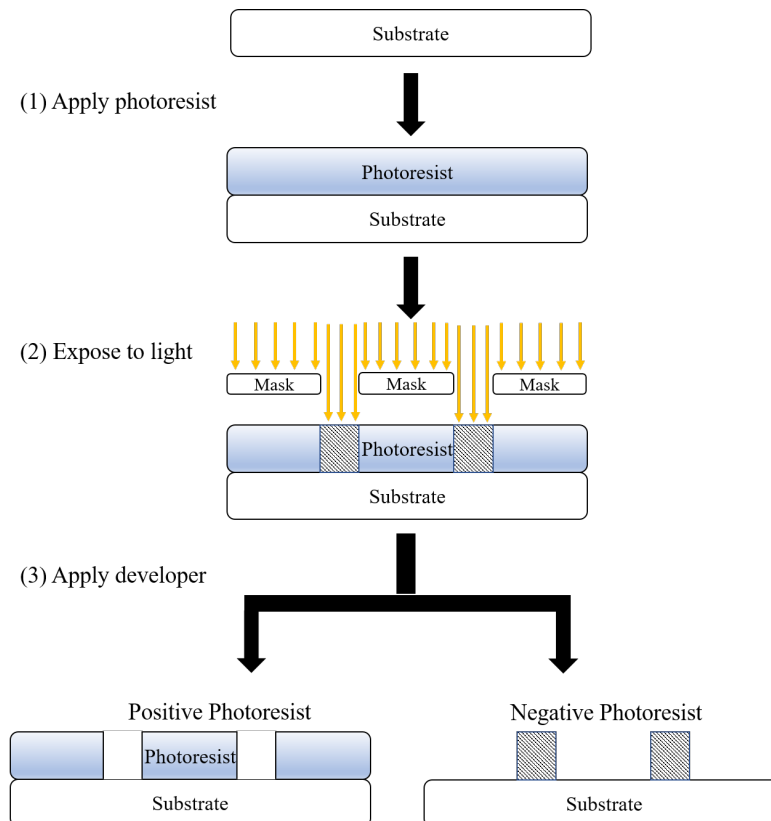 Substrate
(1) Apply photoresist
Photoresist
Substrate
(2) Expose to light
Mask
Mask
Mask
Photoresist
Substrate
(3) Apply developer
Positive Photoresist
Negative Photoresist
Photoresist
Substrate
Substrate